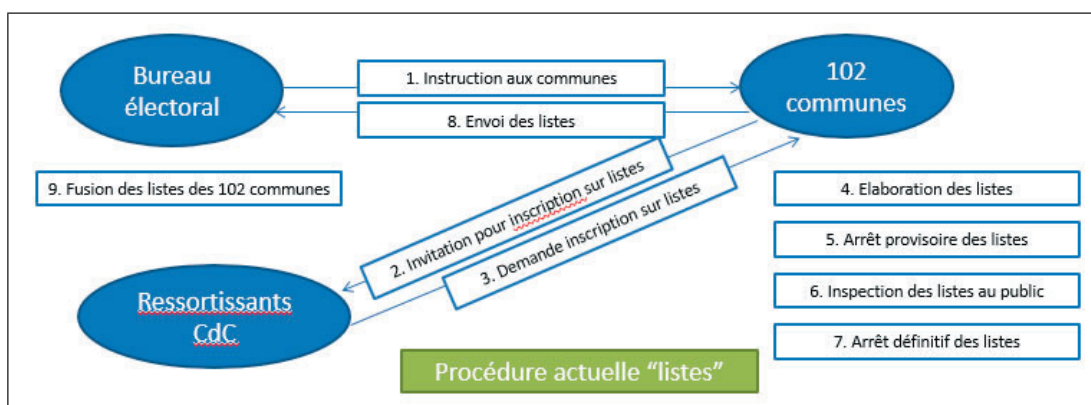 Bureau
électoral
1. Instruction aux communes
102
communes
8. Envoi des listes
9. Fusion des listes des 102 communes
2. Invitation pour inscription sur listes
3. Demande inscription sur listes
4. Elaboration des listes
5. Arrêt provisoire des listes
6. Inspection des listes au public
7. Arrêt définitif des listes
Ressortissants
CdC
Procédure actuelle “listes”